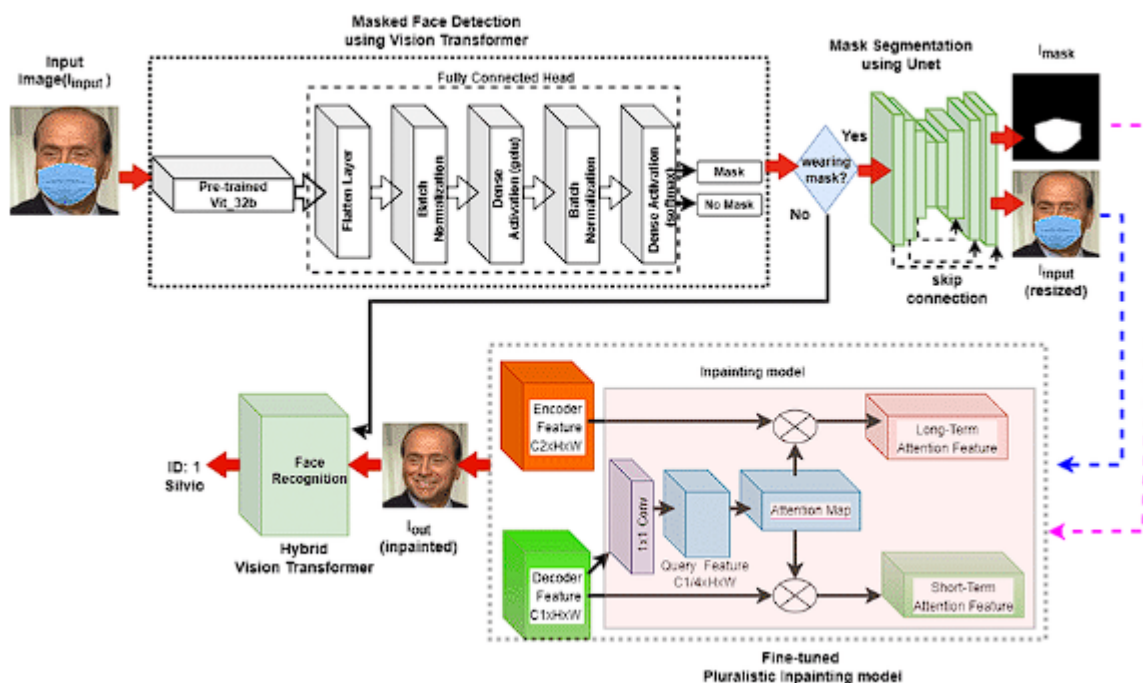 Masked Face Detection
using Vision Transformer
Input
Image(I_input)
Fully Connected Head
Pre-trained
Vit_32b
Flatten Layer
Batch
Normalization
Dense
Activation (gelu)
Batch
Normalization
Dense Activation
(softmax)
Mask
No Mask
wearing
mask?
Yes
No
Mask Segmentation
using Unet
I_mask
skip
connection
I_input
(resized)
Inpainting model
Encoder
Feature
C2xHxW
Long-Term
Attention Feature
1x1 Conv
Attention Map
Query Feature
C1/4xHxW
Decoder
Feature
C1xHxW
Short-Term
Attention Feature
Fine-tuned
Pluralistic Inpainting model
I_out
(inpainted)
Face
Recognition
Hybrid
Vision Transformer
ID: 1
Silvio